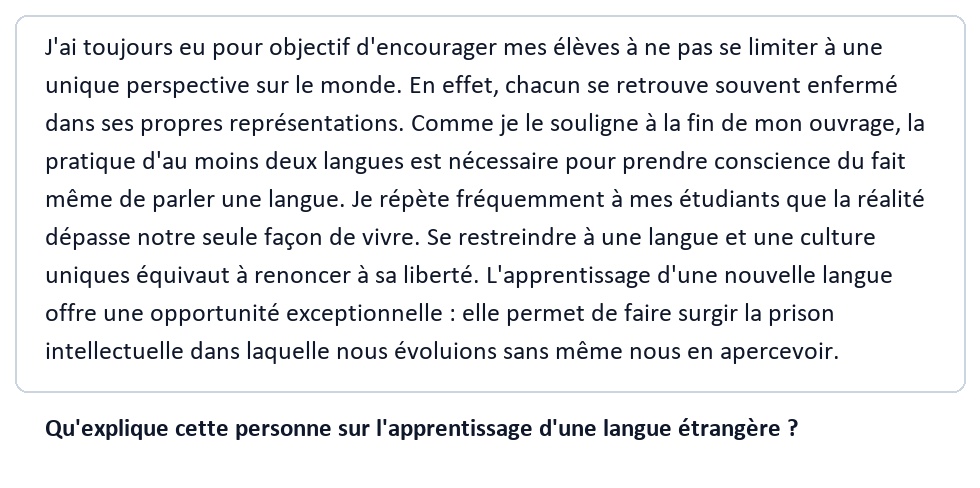 J'ai toujours eu pour objectif d'encourager mes élèves à ne pas se limiter à une
unique perspective sur le monde. En effet, chacun se retrouve souvent enfermé
dans ses propres représentations. Comme je le souligne à la fin de mon ouvrage, la
pratique d'au moins deux langues est nécessaire pour prendre conscience du fait
même de parler une langue. Je répète fréquemment à mes étudiants que la réalité
dépasse notre seule façon de vivre. Se restreindre à une langue et une culture
uniques équivaut à renoncer à sa liberté. L'apprentissage d'une nouvelle langue
offre une opportunité exceptionnelle : elle permet de faire surgir la prison
intellectuelle dans laquelle nous évoluions sans même nous en apercevoir.
Qu'explique cette personne sur l'apprentissage d'une langue étrangère ?